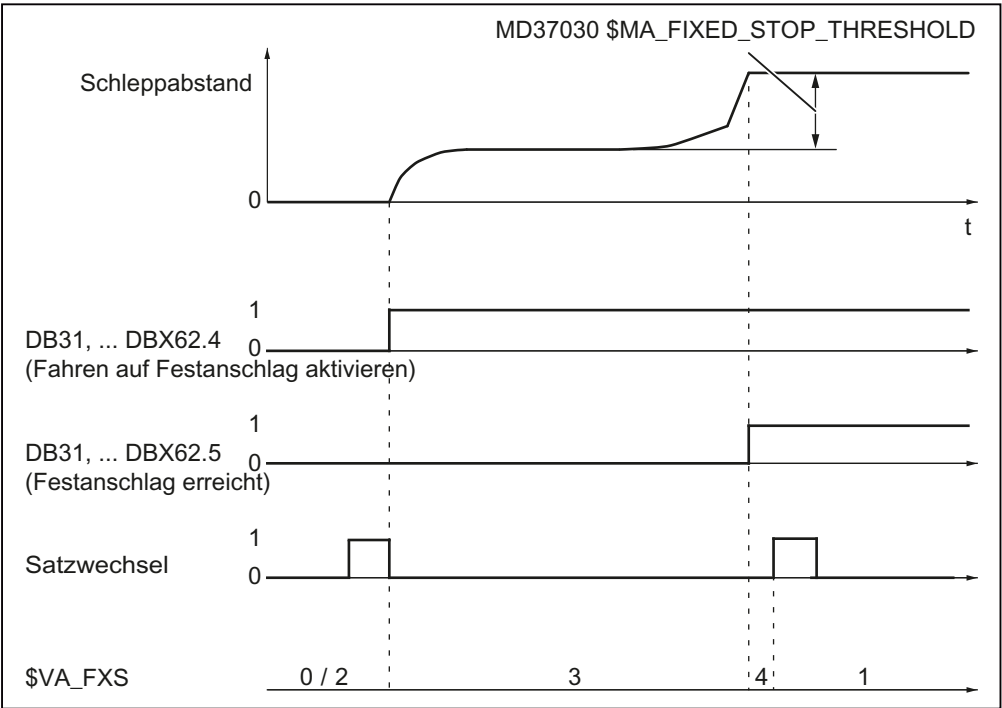 MD37030 $MA_FIXED_STOP_THRESHOLD
Schleppabstand
0
t
1
DB31, ... DBX62.4
0
(Fahren auf Festanschlag aktivieren)
1
DB31, ... DBX62.5
0
(Festanschlag erreicht)
1
Satzwechsel
0
$VA_FXS 0 / 2 3 4 1